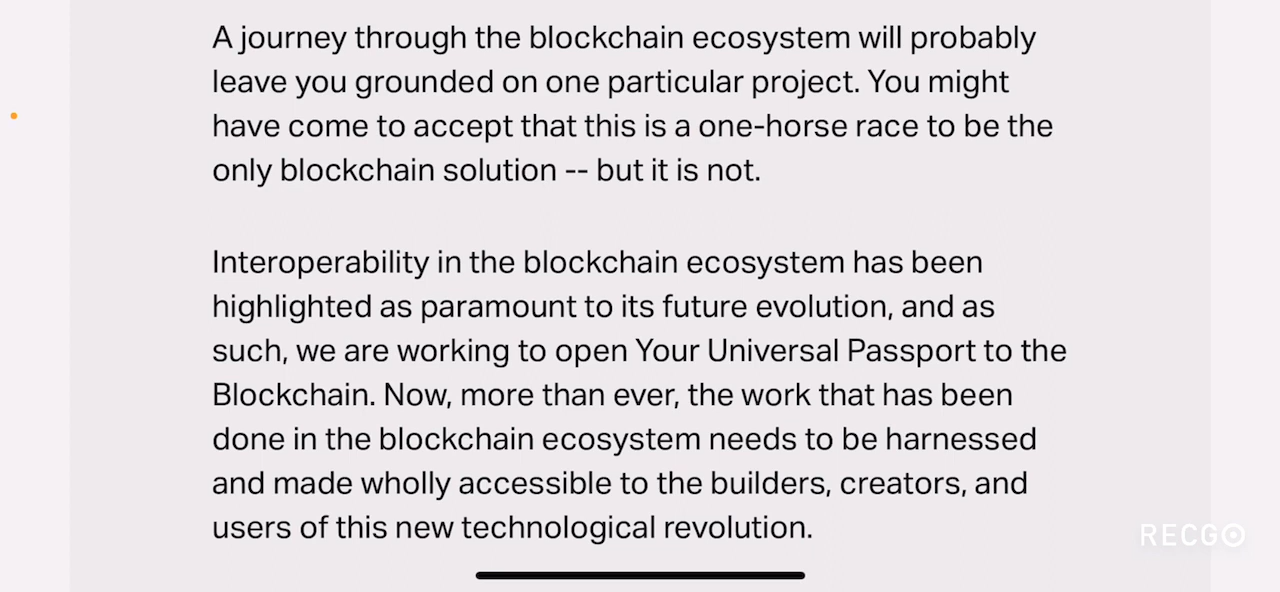 A journey through the blockchain ecosystem will probably
leave you grounded on one particular project. You might
have come to accept that this is a one-horse race to be the
only blockchain solution -- but it is not.
Interoperability in the blockchain ecosystem has been
highlighted as paramount to its future evolution, and as
such, we are working to open Your Universal Passport to the
Blockchain. Now, more than ever, the work that has been
done in the blockchain ecosystem needs to be harnessed
and made wholly accessible to the builders, creators, and
users of this new technological revolution.
RECGO